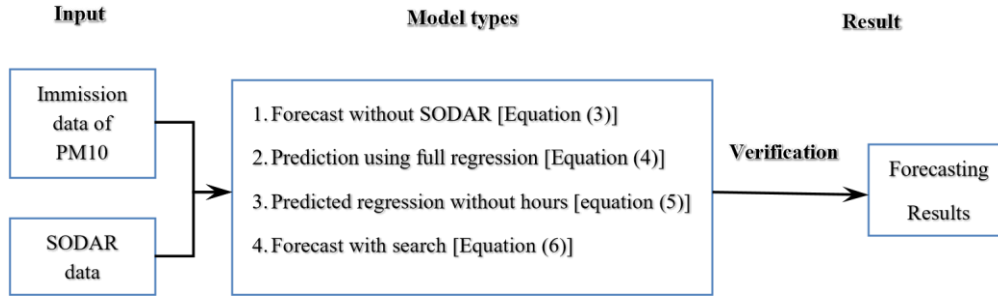 Input
Model types
Result
Immission
data of
PM10
SODAR
data
1. Forecast without SODAR [Equation (3)]
2. Prediction using full regression [Equation (4)]
3. Predicted regression without hours [equation (5)]
4. Forecast with search [Equation (6)]
Verification
Forecasting
Results